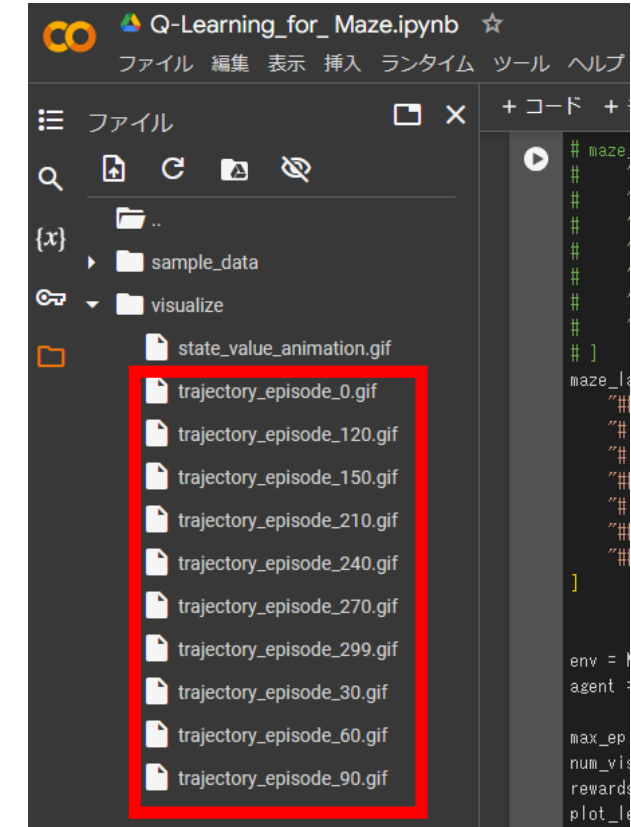 Q-Learning_for_ Maze.ipynb
ファイル 編集 表示 挿入 ランタイム ツール ヘルプ
ファイル
+ コード +
{x}
..
sample_data
visualize
state_value_animation.gif
trajectory_episode_0.gif
trajectory_episode_120.gif
trajectory_episode_150.gif
trajectory_episode_210.gif
trajectory_episode_240.gif
trajectory_episode_270.gif
trajectory_episode_299.gif
trajectory_episode_30.gif
trajectory_episode_60.gif
trajectory_episode_90.gif
# maze_
#
#
#
#
#
#
#
# ]
maze_la
"##
"#
"#
"##
"#
"##
"##
]
env =
agent =
max_ep
num_vis
rewards
plot_le